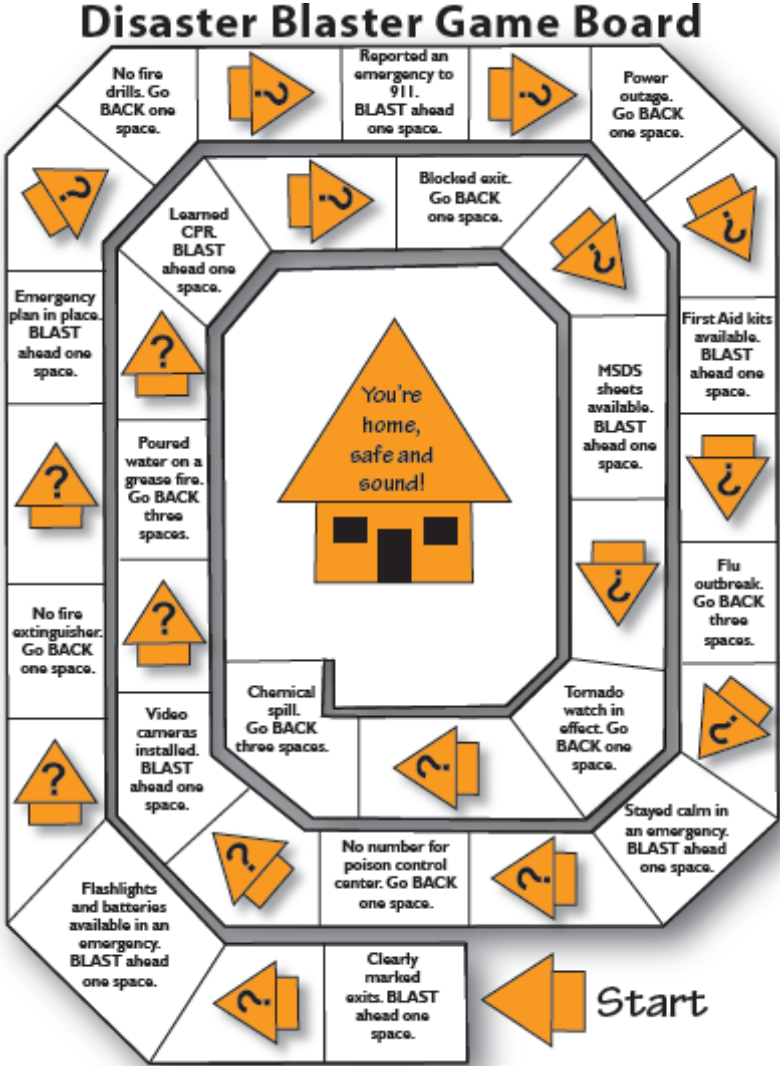 Disaster Blaster Game Board
No fire
drills. Go
BACK one
space.
?
Reported an
emergency to
911.
BLAST ahead
one space.
?
Power
outage.
Go BACK
one space.
?
Learned
CPR.
BLAST
ahead one
space.
?
Blocked exit.
Go BACK
one space.
?
?
Emergency
plan in place.
BLAST
ahead one
space.
?
You're
home,
safe and
sound!
MSDS
sheets
available.
BLAST
ahead one
space.
First Aid kits
available.
BLAST
ahead one
space.
?
Poured
water on a
grease fire.
Go BACK
three
spaces.
?
No fire
extinguisher.
Go BACK
one space.
?
?
Flu
outbreak.
Go BACK
three
spaces.
?
Video
cameras
installed.
BLAST
ahead one
space.
Chemical
spill.
Go BACK
three spaces.
?
Tornado
watch in
effect. Go
BACK one
space.
?
Flashlights
and batteries
available in an
emergency.
BLAST ahead
one space.
?
No number for
poison control
center. Go BACK
one space.
?
Stayed calm in
an emergency.
BLAST ahead
one space.
?
Clearly
marked
exits. BLAST
ahead one
space.
Start